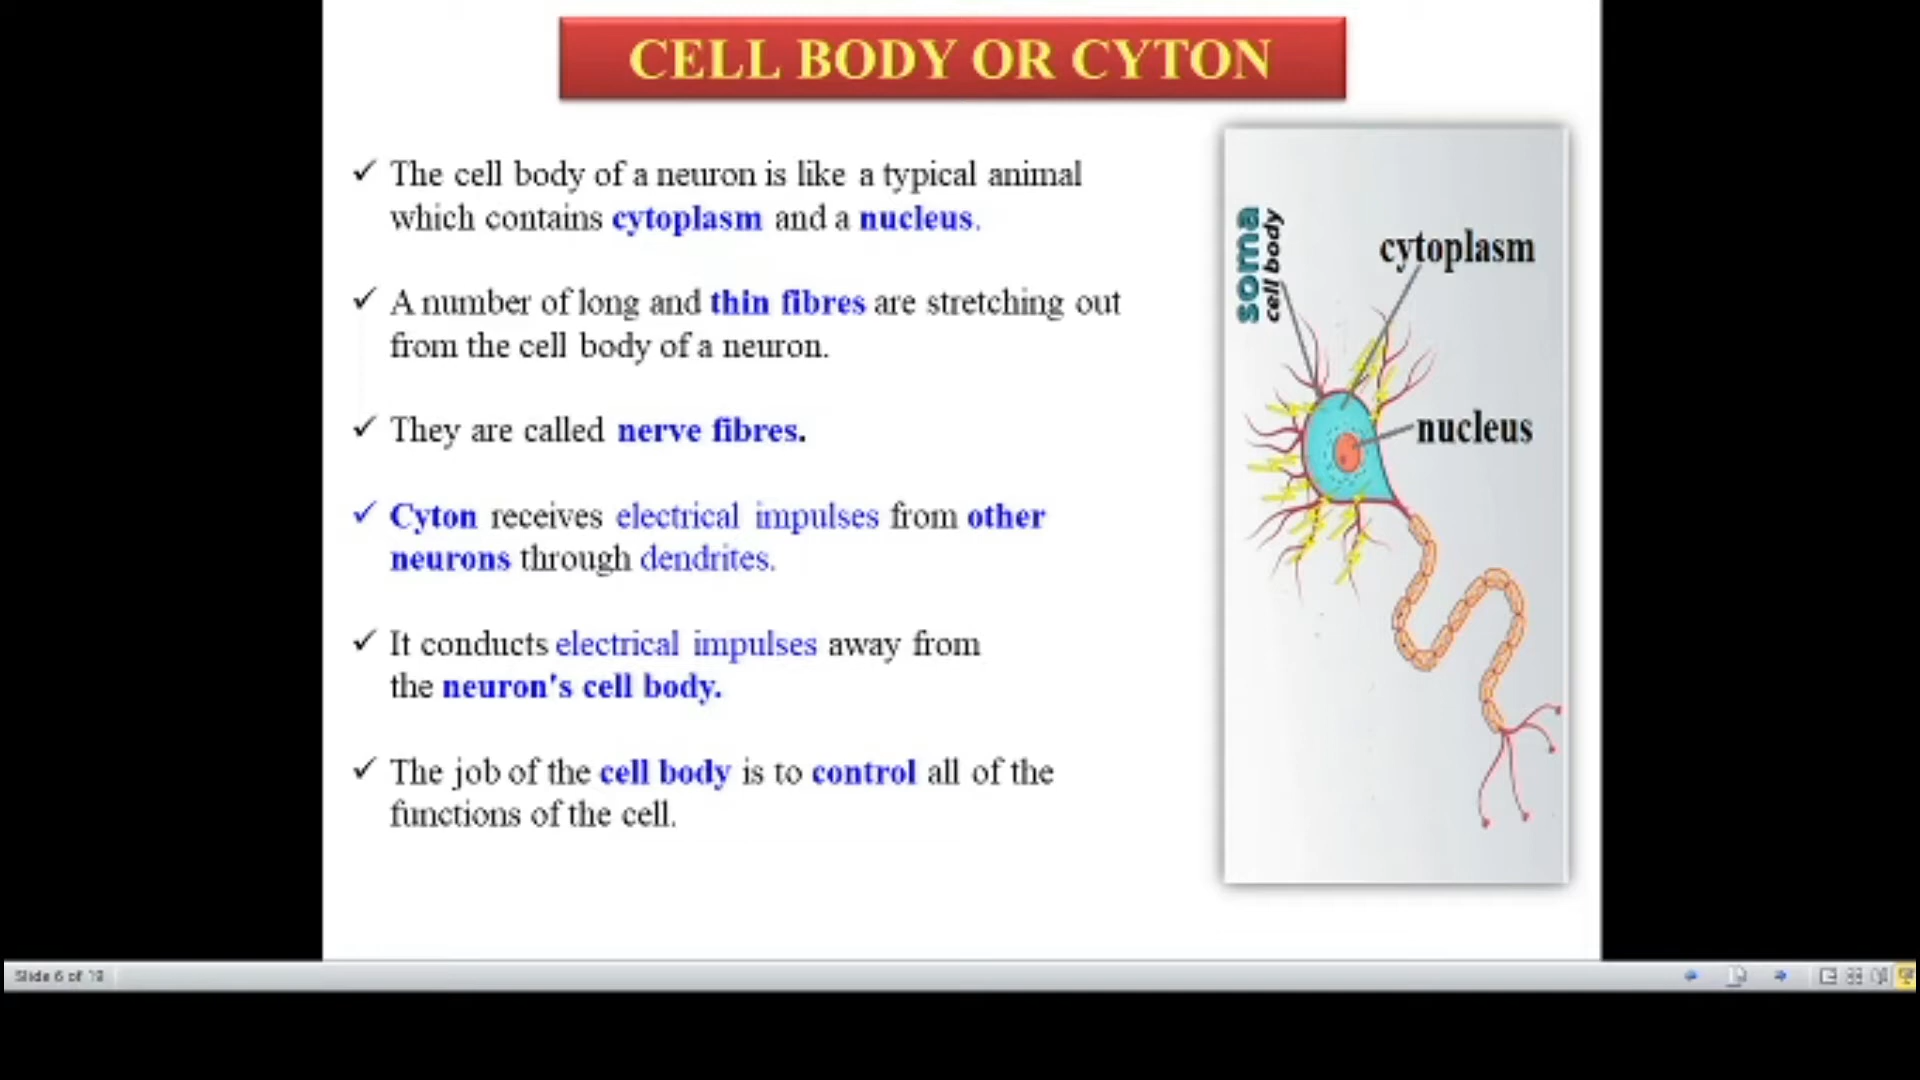 CELL BODY OR CYTON
✓ The cell body of a neuron is like a typical animal
which contains cytoplasm and a nucleus.
✓ A number of long and thin fibres are stretching out
from the cell body of a neuron.
✓ They are called nerve fibres.
✓ Cyton receives electrical impulses from other
neurons through dendrites.
✓ It conducts electrical impulses away from
the neuron's cell body.
✓ The job of the cell body is to control all of the
functions of the cell.
soma
cell body
cytoplasm
nucleus
Slide 6 of 19